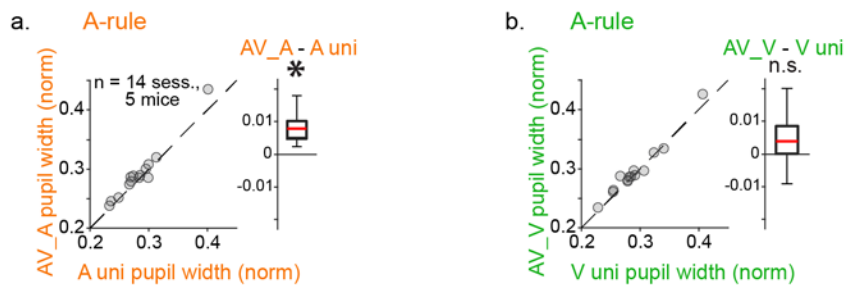 a.
A-rule
AV_A - A uni
*
n = 14 sess.,
5 mice
AV_A pupil width (norm)
0.4
0.3
0.2
0.2
0.3
0.4
A uni pupil width (norm)
0.01
0
-0.01
b.
A-rule
AV_V - V uni
n.s.
AV_V pupil width (norm)
0.4
0.3
0.2
0.2
0.3
0.4
V uni pupil width (norm)
0.01
0
-0.01